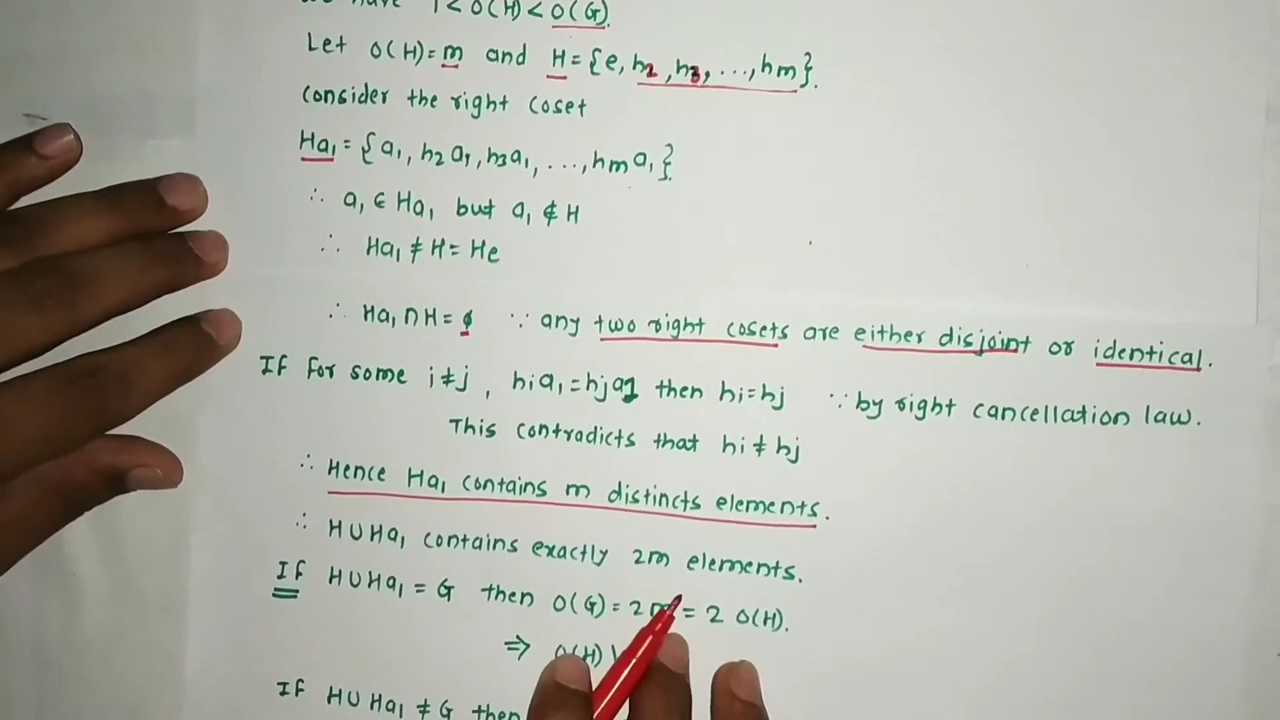 have 1 < O(H) < O(G).
Let O(H) = m and H = {e, h2, h3, ..., hm}.
consider the right coset
Ha1 = {a1, h2a1, h3a1, ..., hma1}.
∴ a1 ∈ Ha1 but a1 ∉ H
∴ Ha1 ≠ H = He
∴ Ha1 ∩ H = ϕ ∵ any two right cosets are either disjoint or identical.
If for some i ≠ j, hia1 = hja1 then hi = hj ∵ by right cancellation law.
This contradicts that hi ≠ hj
∴ Hence Ha1 contains m distincts elements.
∴ H∪Ha1 contains exactly 2m elements.
If H∪Ha1 = G then O(G) = 2m = 2 O(H).
⇒ O(H) |
If H∪Ha1 ≠ G then